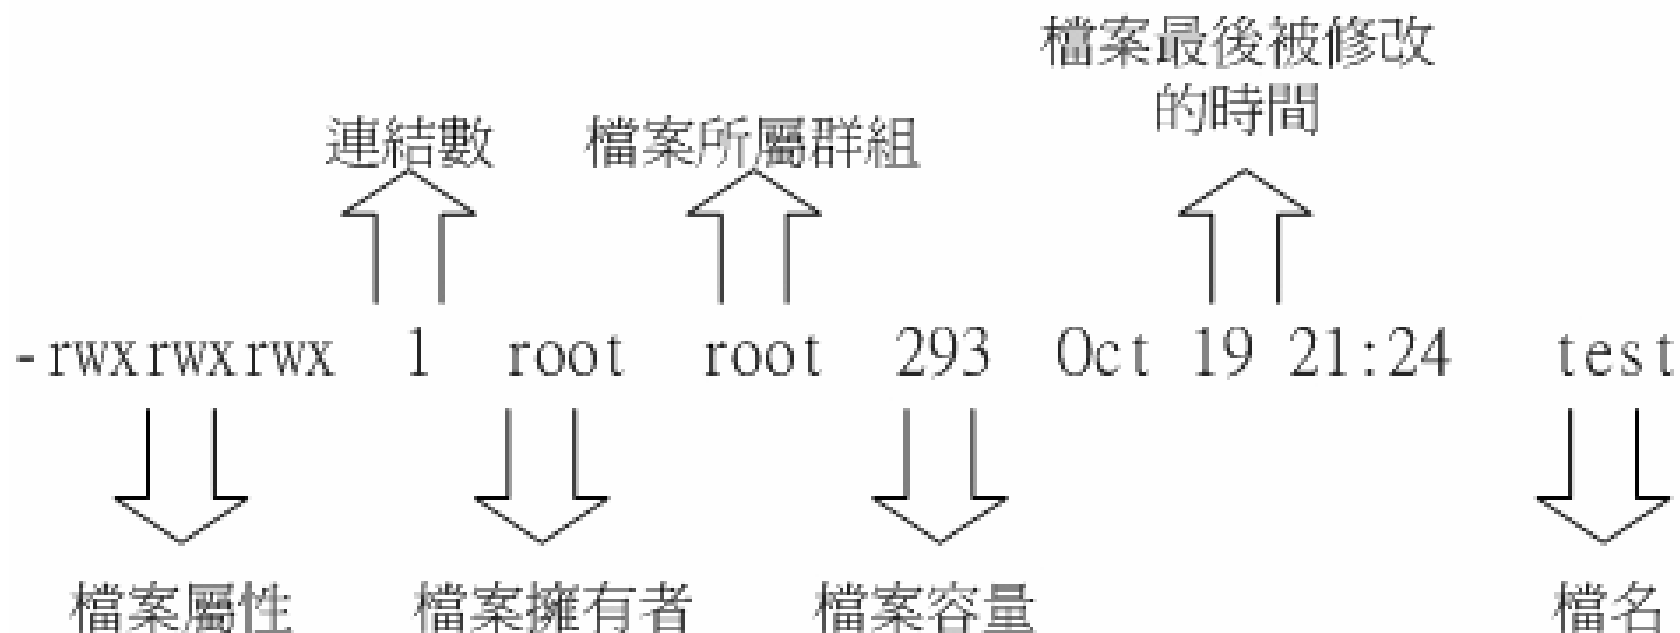 檔案最後被修改
的時間
連結數 檔案所屬群組
-rwxrwxrwx 1 root root 293 Oct 19 21:24 test
檔案屬性 檔案擁有者 檔案容量 檔名